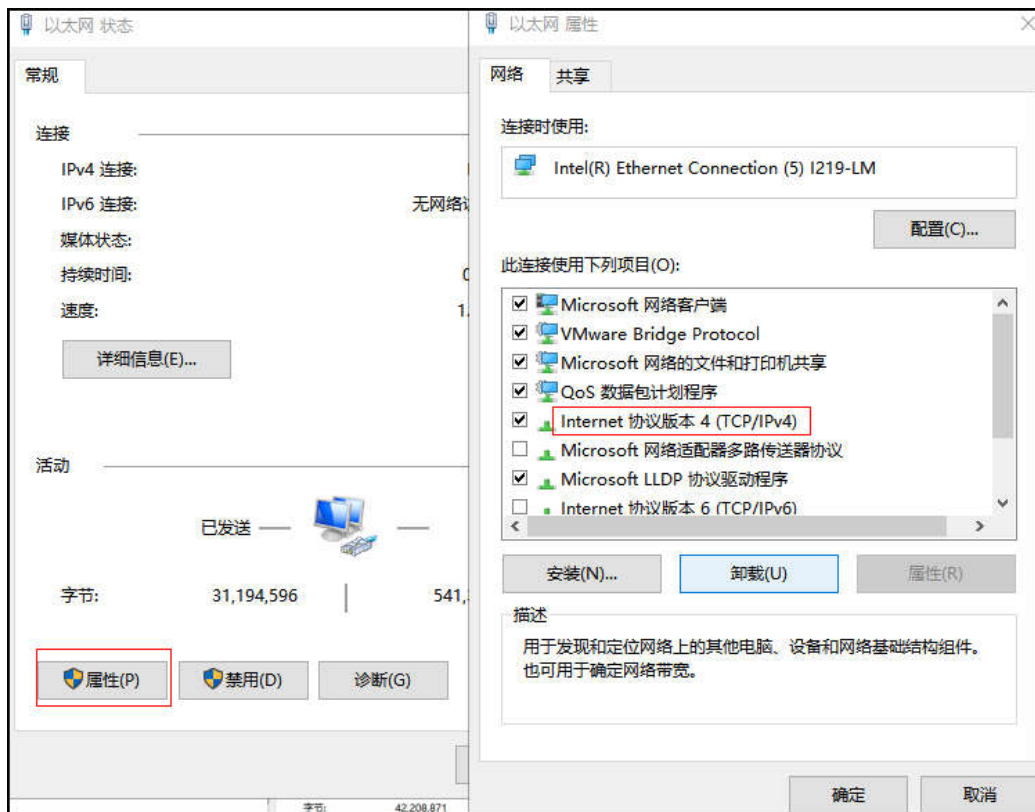 以太网 状态
常规
连接
IPv4 连接:
IPv6 连接:
无网络
媒体状态:
持续时间:
速度:
1.
详细信息(E)...
活动
已发送
字节:
31,194,596
541,
属性(P)
禁用(D)
诊断(G)
字节:
42,208,871
以太网 属性
网络
共享
连接时使用:
Intel(R) Ethernet Connection (5) I219-LM
配置(C)...
此连接使用下列项目(O):
Microsoft 网络客户端
VMware Bridge Protocol
Microsoft 网络的文件和打印机共享
QoS 数据包计划程序
Internet 协议版本 4 (TCP/IPv4)
Microsoft 网络适配器多路传送器协议
Microsoft LLDP 协议驱动程序
Internet 协议版本 6 (TCP/IPv6)
安装(N)...
卸载(U)
属性(R)
描述
用于发现和定位网络上的其他电脑、设备和网络基础结构组件。
也可用于确定网络带宽。
确定
取消